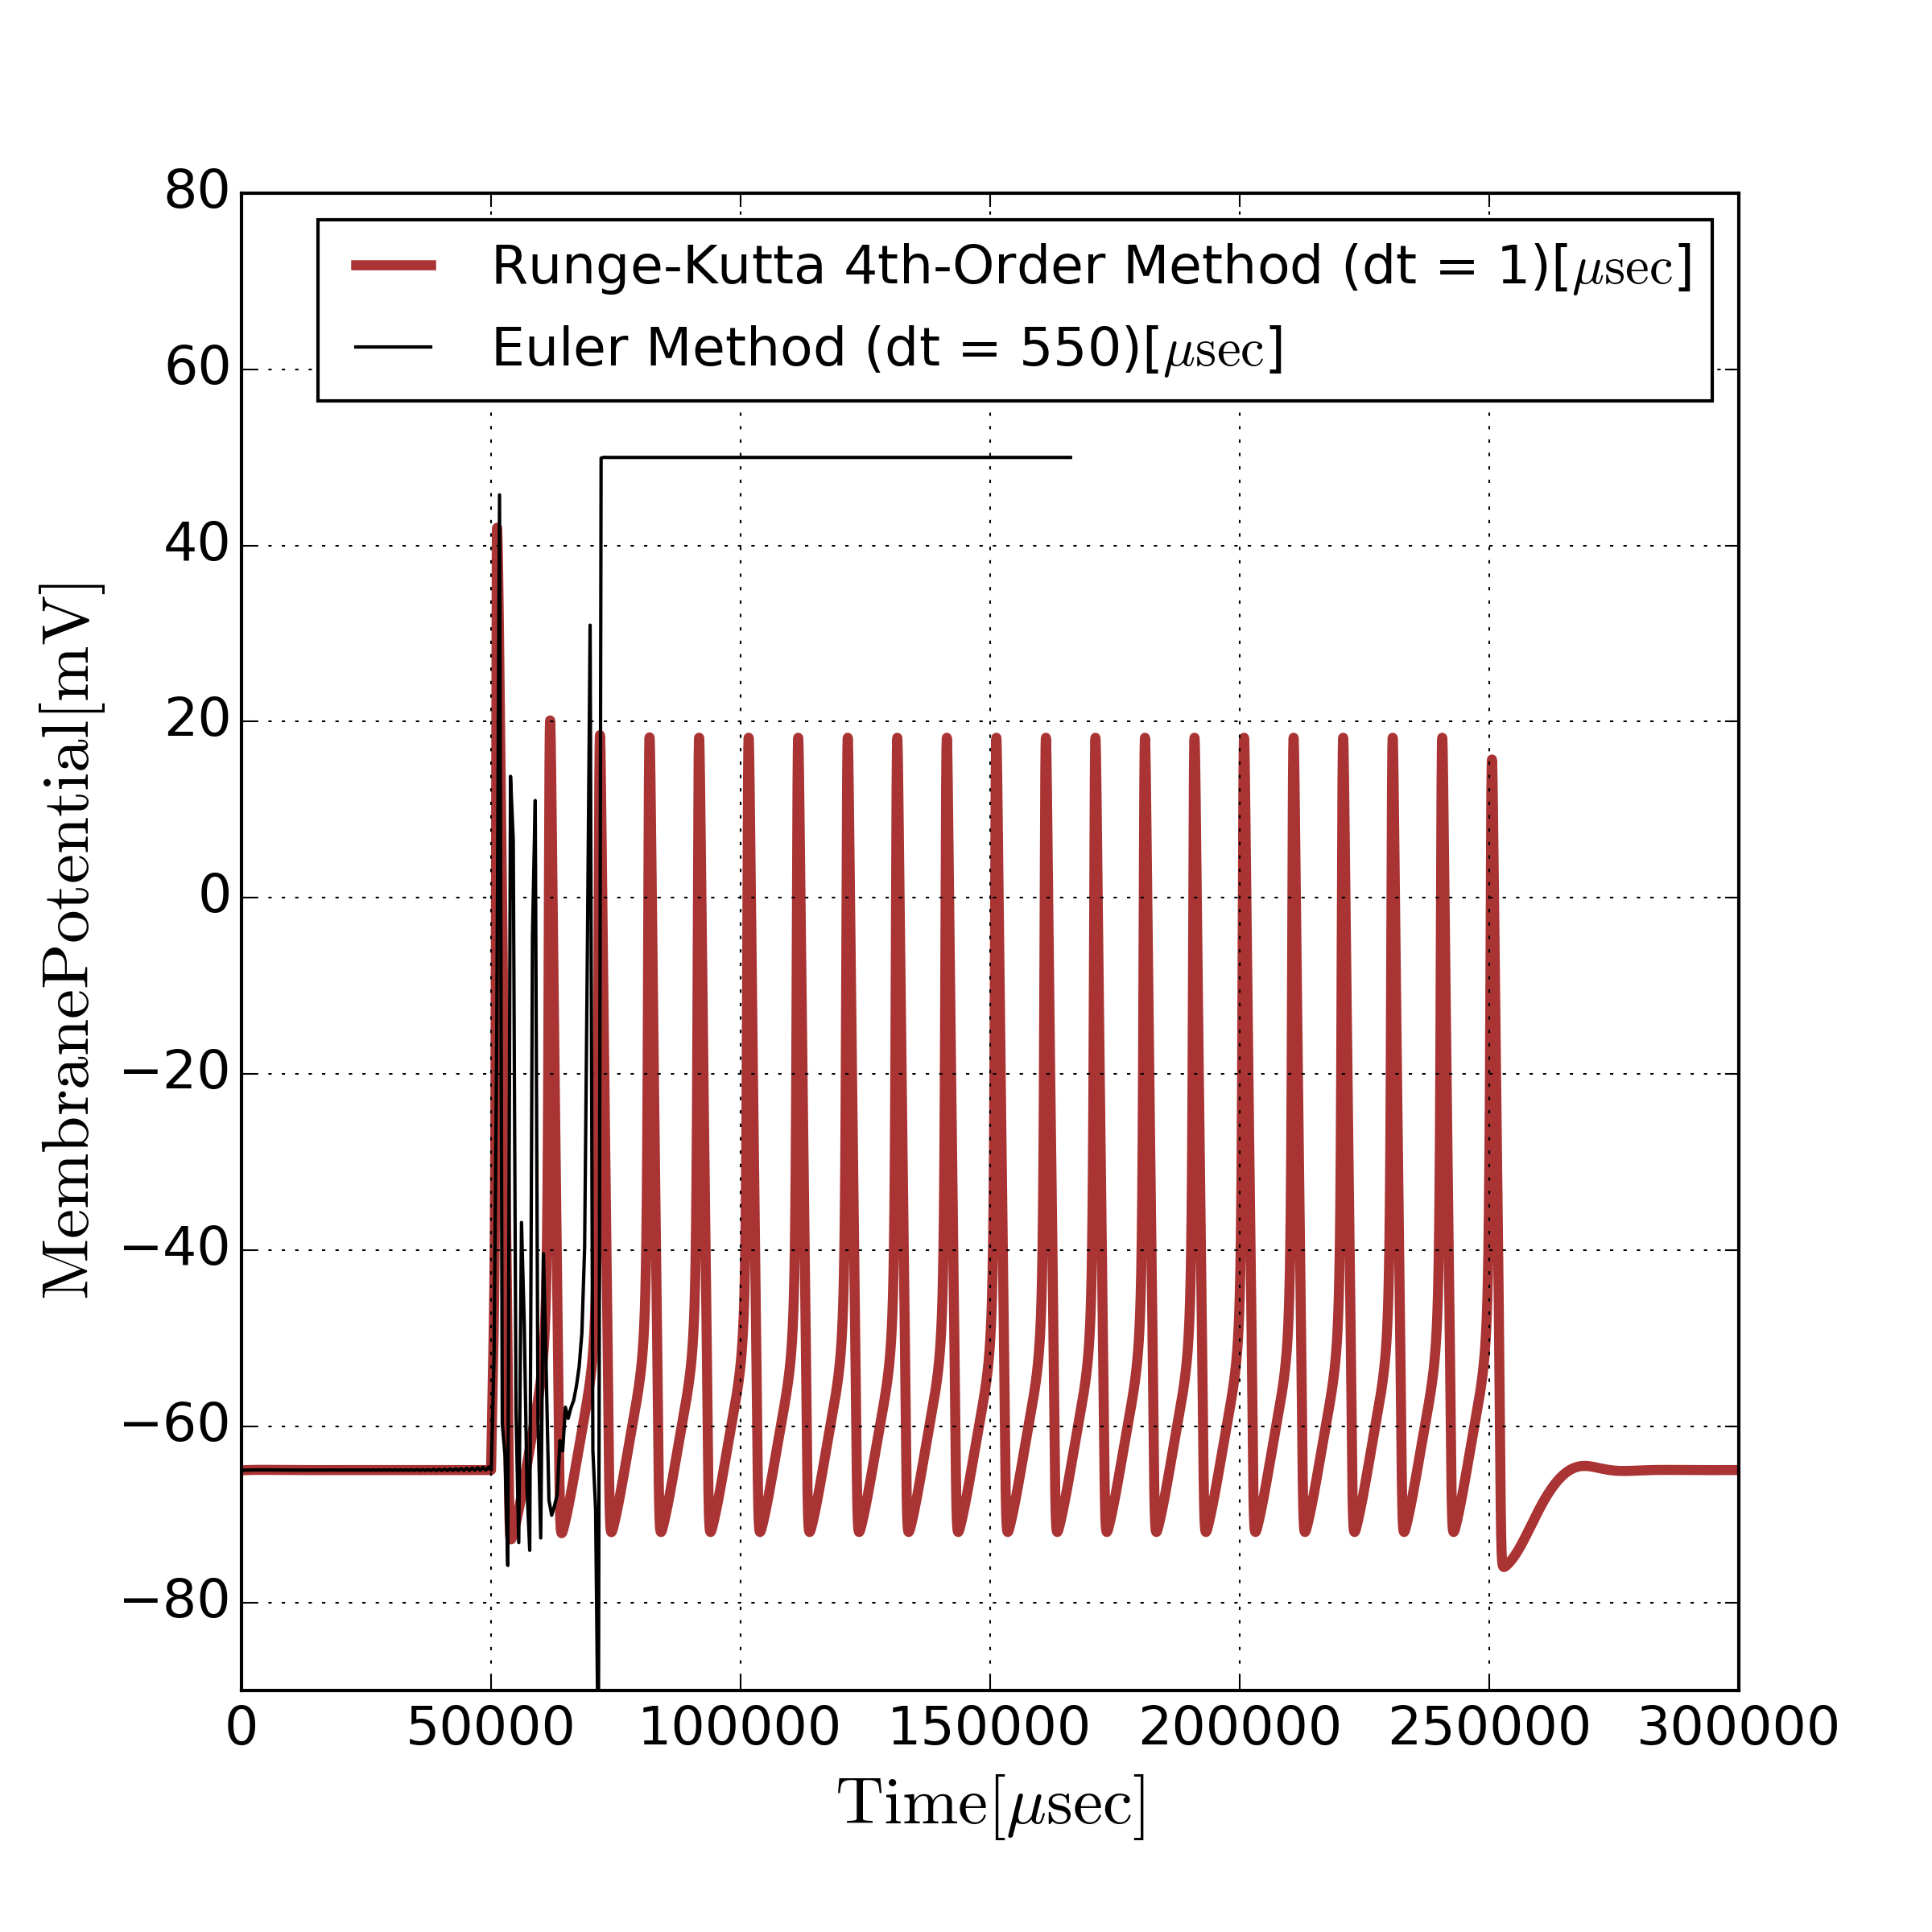 80
Runge-Kutta 4th-Order Method (dt = 1)[μsec]
Euler Method (dt = 550)[μsec]
60
40
20
0
−20
−40
−60
−80
MembranePotential[mV]
0 50000 100000 150000 200000 250000 300000
Time[μsec]